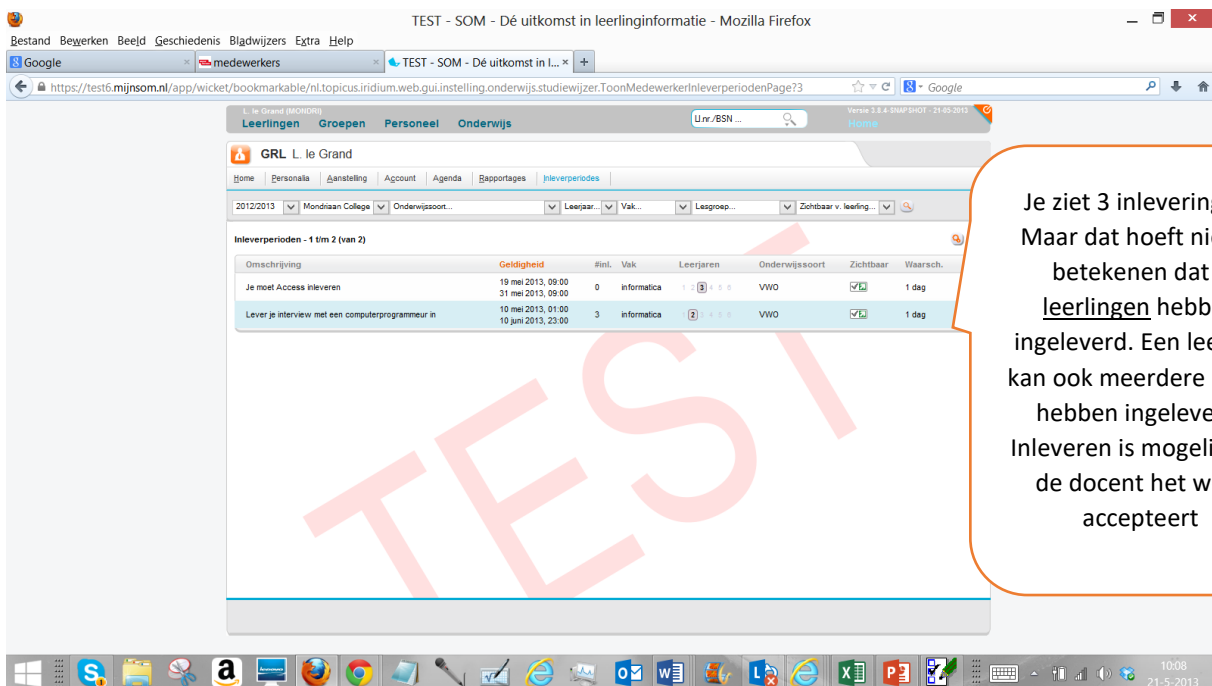 TEST - SOM - Dé uitkomst in leerlinginformatie - Mozilla Firefox
Bestand Bewerken Beeld Geschiedenis Bladwijzers Extra Help
Google medewerkers TEST - SOM - Dé uitkomst in l...
https://test6.mijnsom.nl/app/wicket/bookmarkable/nl.topicus.iridium.web.gui.instelling.onderwijs.studiewijzer.ToonMedewerkerInleverperiodenPage?3 Google
L. le Grand (MONDRI) Versie 3.8.4-SNAPSHOT - 21-05-2013
Leerlingen Groepen Personeel Onderwijs Ll.nr./BSN ... Home
GRL L. le Grand
Home Personalia Aanstelling Account Agenda Rapportages Inleverperiodes
2012/2013 Mondriaan College Onderwijssoort... Leerjaar... Vak... Lesgroep... Zichtbaar v. leerling...
Inleverperioden - 1 t/m 2 (van 2)
Omschrijving Geldigheid #inl. Vak Leerjaren Onderwijssoort Zichtbaar Waarsch.
Je moet Access inleveren 19 mei 2013, 09:00 31 mei 2013, 09:00 0 informatica 1 2 3 4 5 6 VWO 1 dag
Lever je interview met een computerprogrammeur in 10 mei 2013, 01:00 10 juni 2013, 23:00 3 informatica 1 2 3 4 5 6 VWO 1 dag
TEST
Je ziet 3 inlevering
Maar dat hoeft nie
betekenen dat
leerlingen hebb
ingeleverd. Een lee
kan ook meerdere
hebben ingeleve
Inleveren is mogeli
de docent het w
accepteert
10:08
21-5-2013